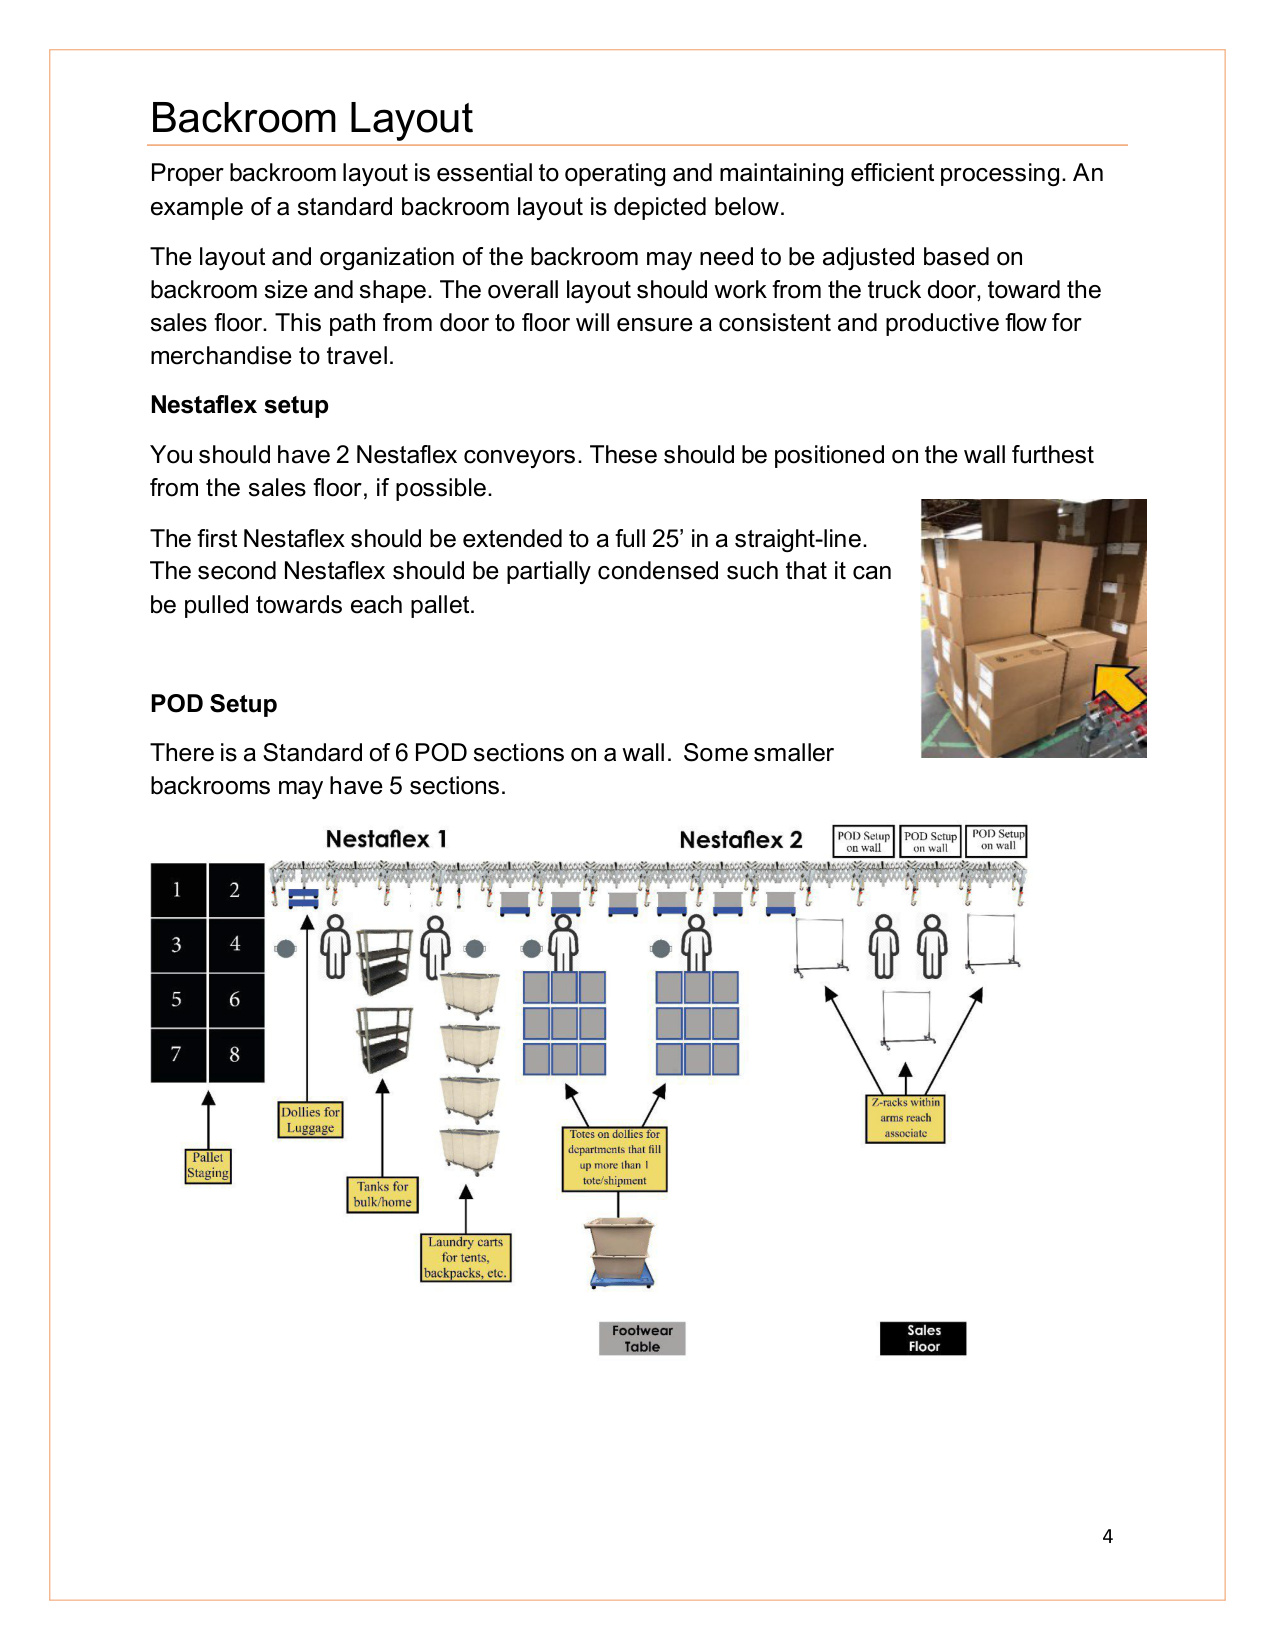 Backroom Layout
Proper backroom layout is essential to operating and maintaining efficient processing. An
example of a standard backroom layout is depicted below.
The layout and organization of the backroom may need to be adjusted based on
backroom size and shape. The overall layout should work from the truck door, toward the
sales floor. This path from door to floor will ensure a consistent and productive flow for
merchandise to travel.
Nestaflex setup
You should have 2 Nestaflex conveyors. These should be positioned on the wall furthest
from the sales floor, if possible.
The first Nestaflex should be extended to a full 25’ in a straight-line.
The second Nestaflex should be partially condensed such that it can
be pulled towards each pallet.
POD Setup
There is a Standard of 6 POD sections on a wall. Some smaller
backrooms may have 5 sections.
Nestaflex 1
Nestaflex 2
POD Setup
on wall
POD Setup
on wall
POD Setup
on wall
1 2
3 4
5 6
7 8
Dollies for
Luggage
Z-racks within
arms reach
associate
Totes on dollies for
departments that fill
up more than 1
tote/shipment
Pallet
Staging
Tanks for
bulk/home
Laundry carts
for tents,
backpacks, etc.
Footwear
Table
Sales
Floor
4